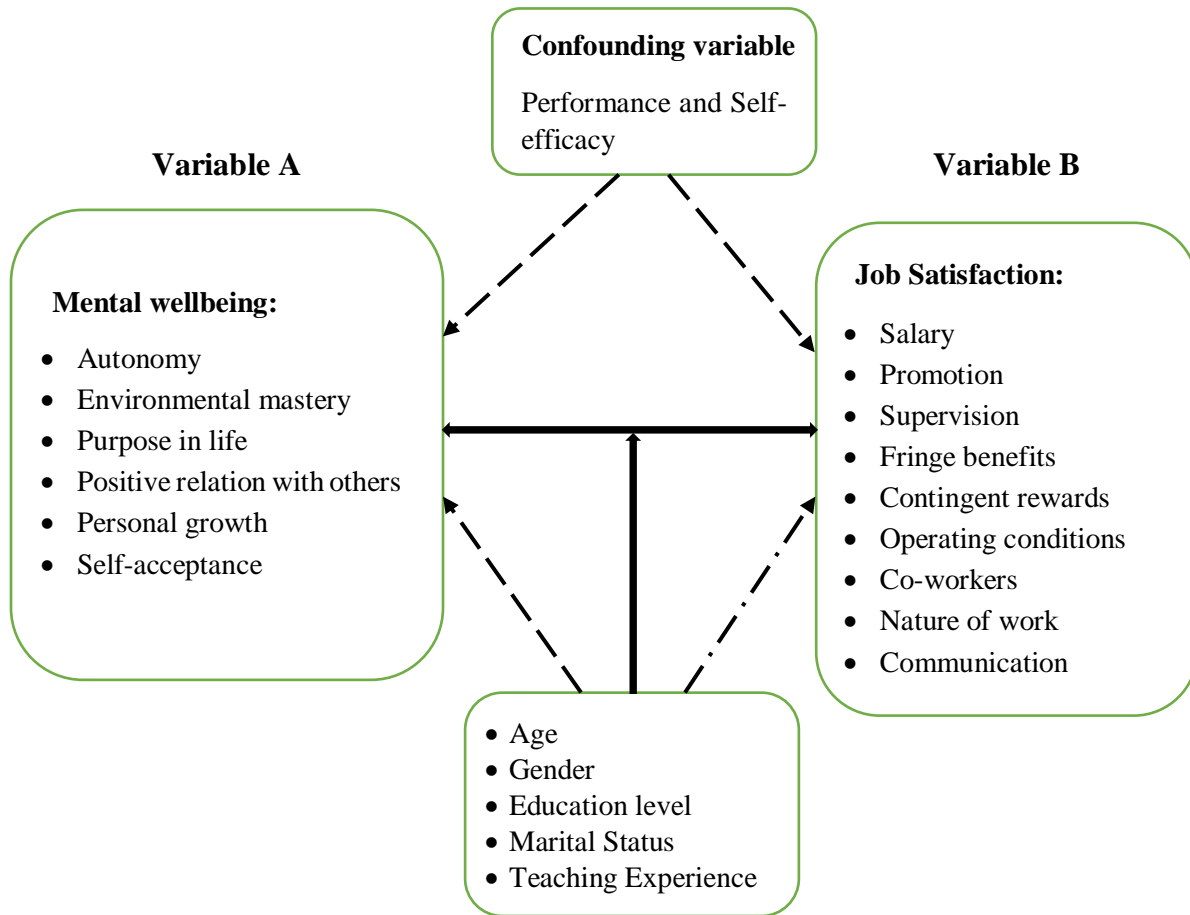 Confounding variable
Performance and Self-
efficacy
Variable A
Variable B
Mental wellbeing:
• Autonomy
• Environmental mastery
• Purpose in life
• Positive relation with others
• Personal growth
• Self-acceptance
Job Satisfaction:
• Salary
• Promotion
• Supervision
• Fringe benefits
• Contingent rewards
• Operating conditions
• Co-workers
• Nature of work
• Communication
• Age
• Gender
• Education level
• Marital Status
• Teaching Experience